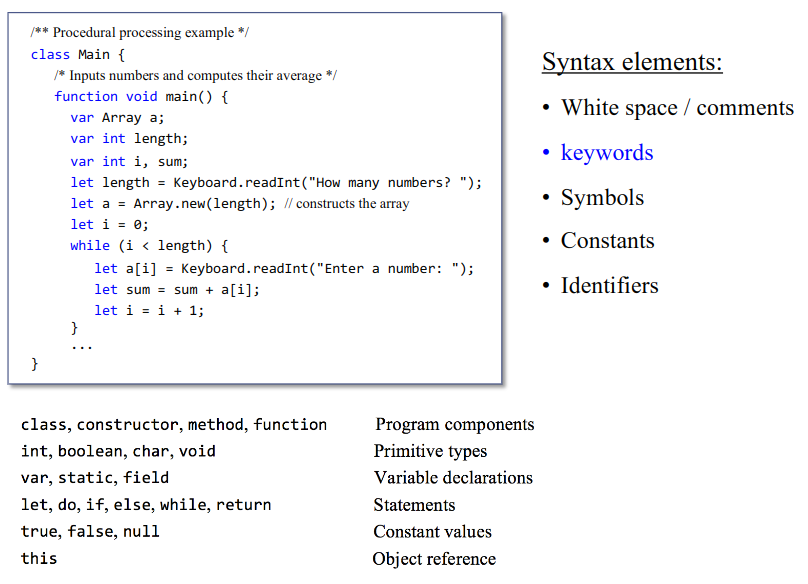 /** Procedural processing example */
class Main {
/* Inputs numbers and computes their average */
function void main() {
var Array a;
var int length;
var int i, sum;
let length = Keyboard.readInt("How many numbers? ");
let a = Array.new(length); // constructs the array
let i = 0;
while (i < length) {
let a[i] = Keyboard.readInt("Enter a number: ");
let sum = sum + a[i];
let i = i + 1;
}
...
}
Syntax elements:
• White space / comments
• keywords
• Symbols
• Constants
• Identifiers
class, constructor, method, function Program components
int, boolean, char, void Primitive types
var, static, field Variable declarations
let, do, if, else, while, return Statements
true, false, null Constant values
this Object reference